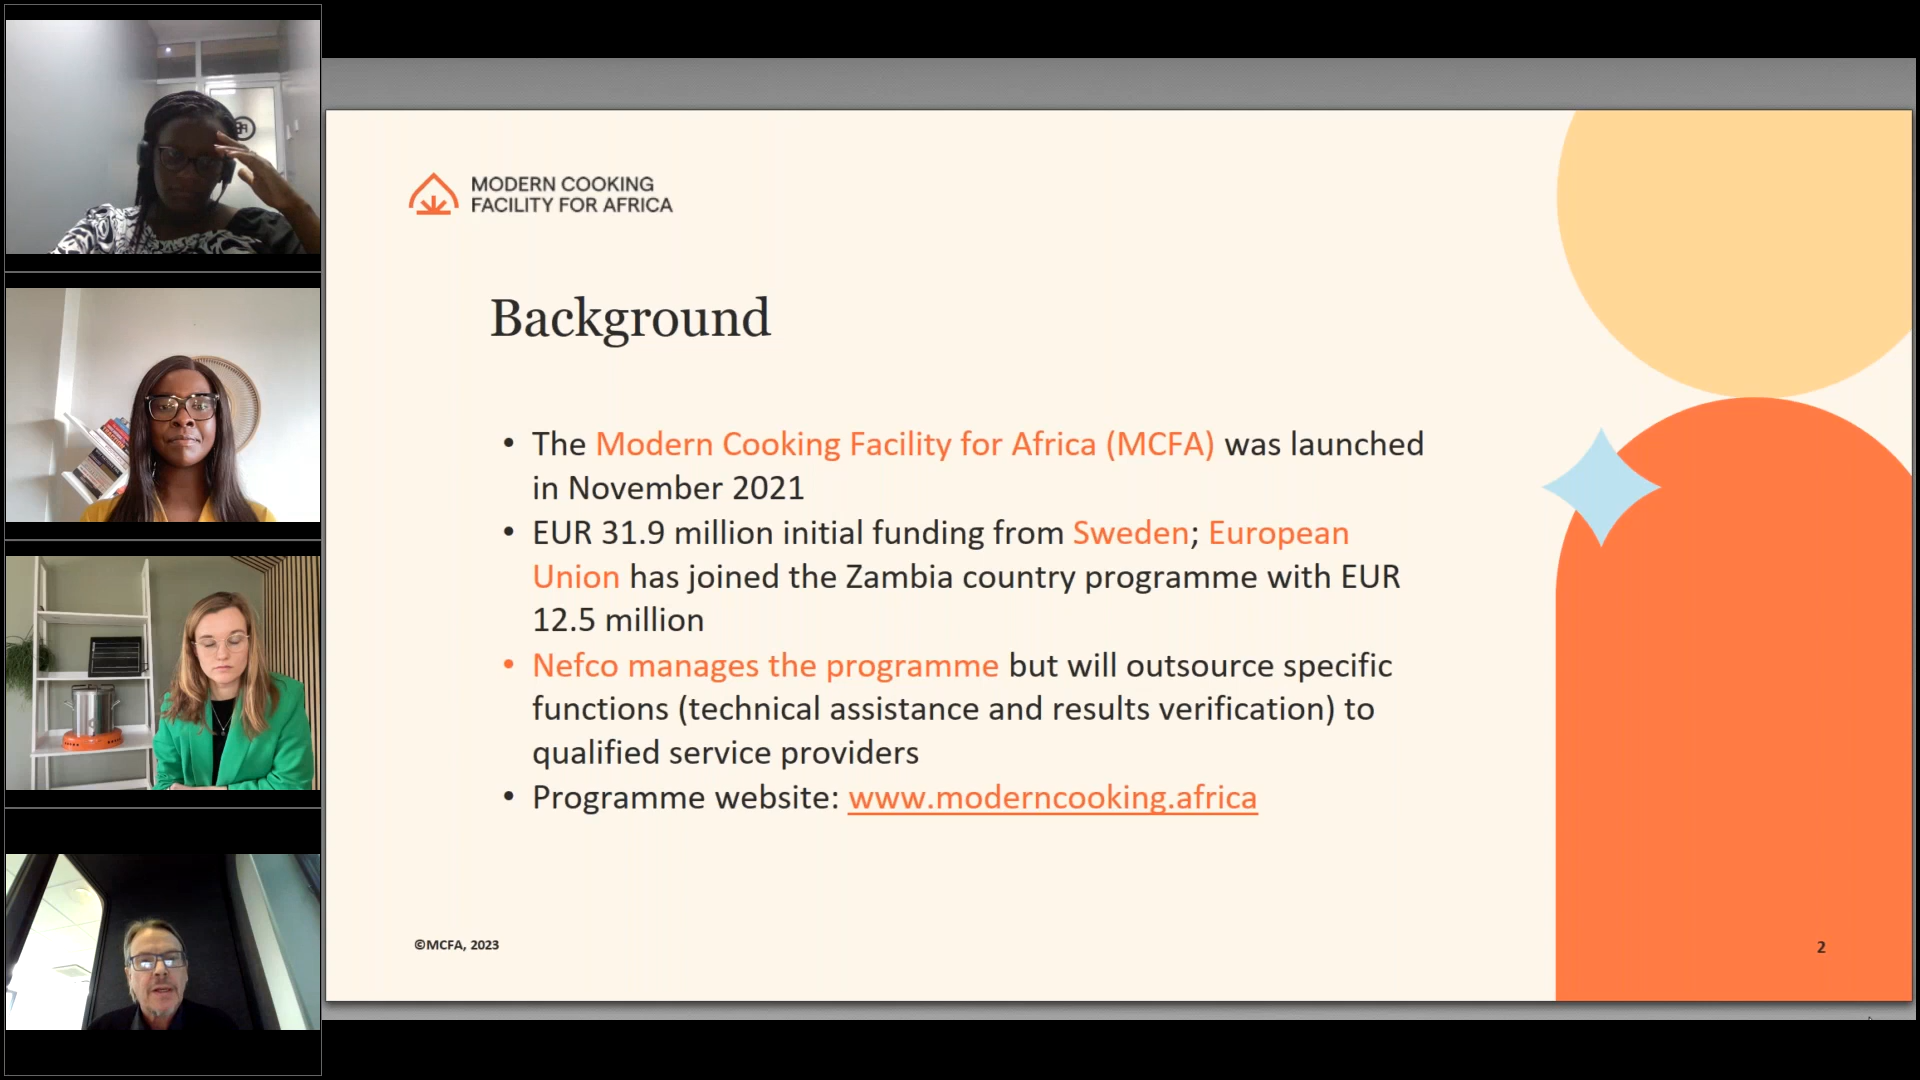 MODERN COOKING
FACILITY FOR AFRICA
Background
• The Modern Cooking Facility for Africa (MCFA) was launched
in November 2021
• EUR 31.9 million initial funding from Sweden; European
Union has joined the Zambia country programme with EUR
12.5 million
• Nefco manages the programme but will outsource specific
functions (technical assistance and results verification) to
qualified service providers
• Programme website: www.moderncooking.africa
©MCFA, 2023
2